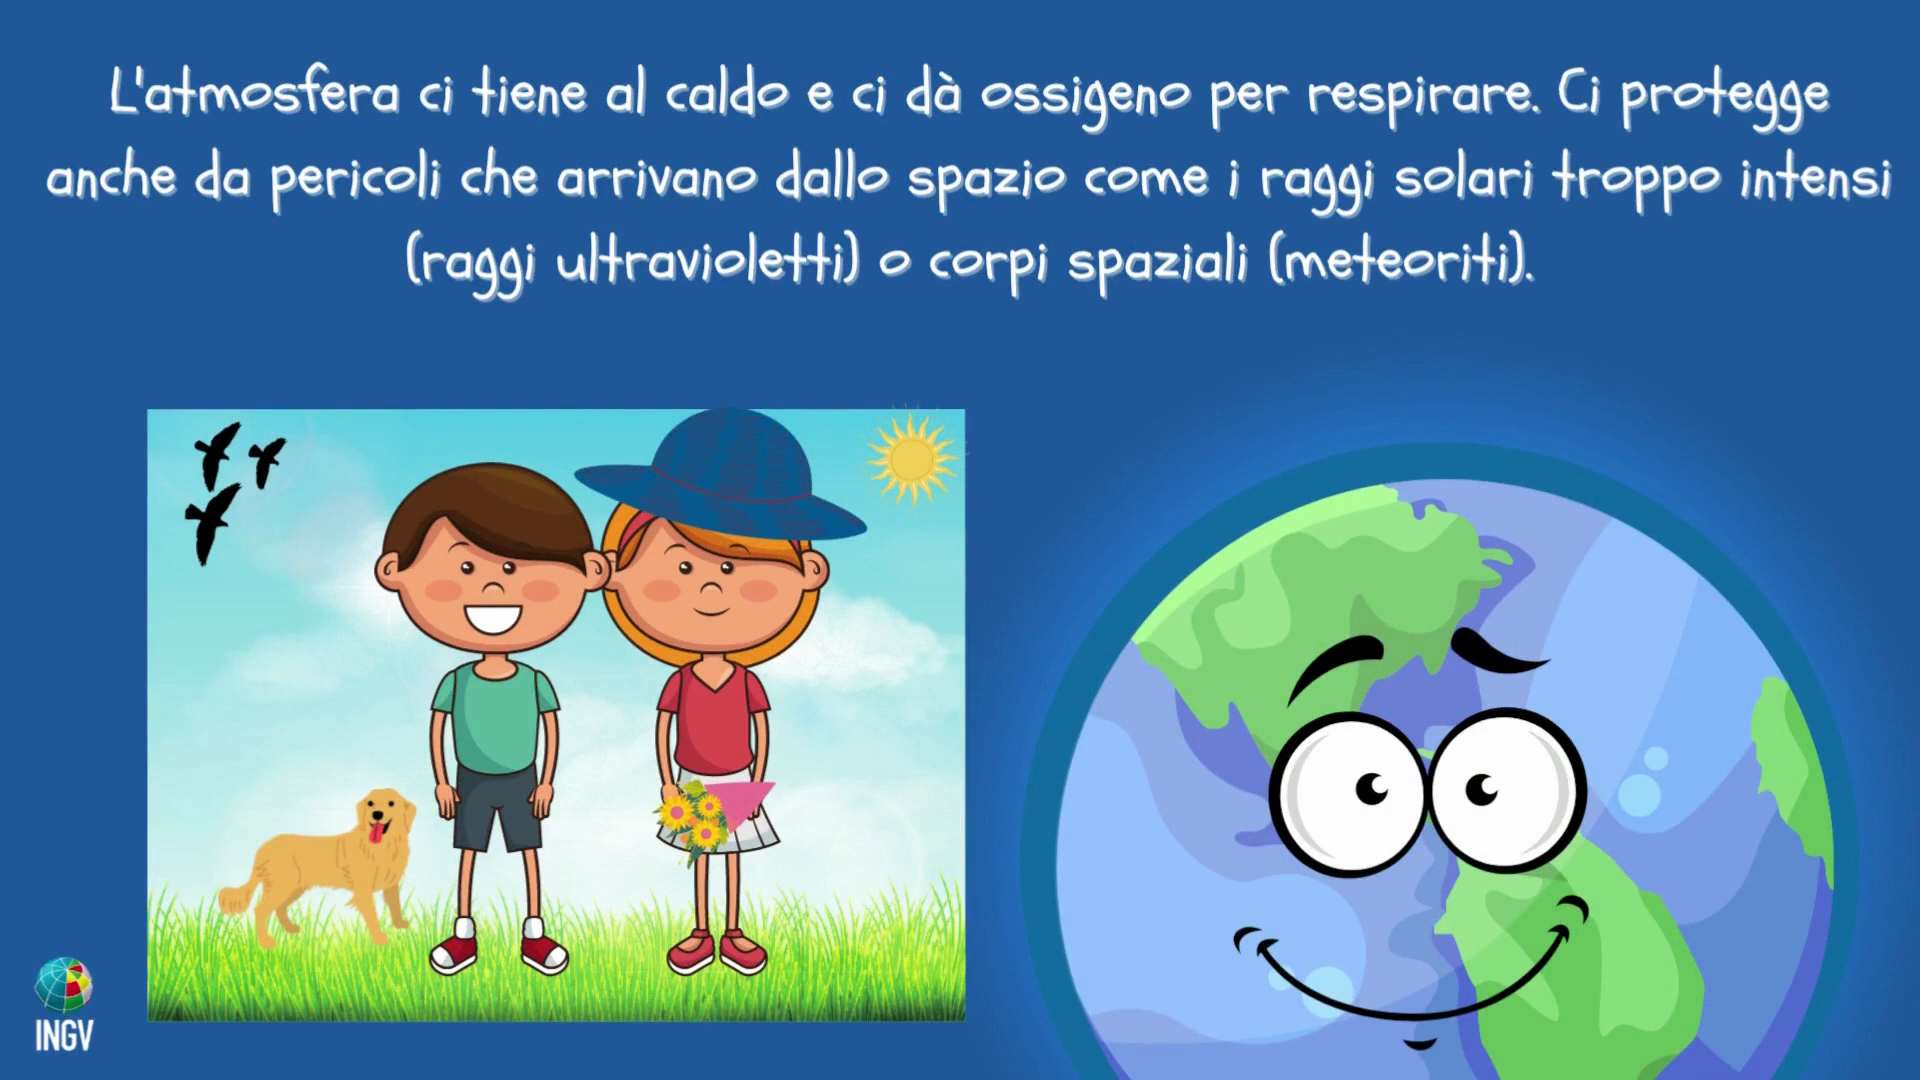 L'atmosfera ci tiene al caldo e ci dà ossigeno per respirare. Ci protegge
anche da pericoli che arrivano dallo spazio come i raggi solari troppo intensi
(raggi ultravioletti) o corpi spaziali (meteoriti).
INGV